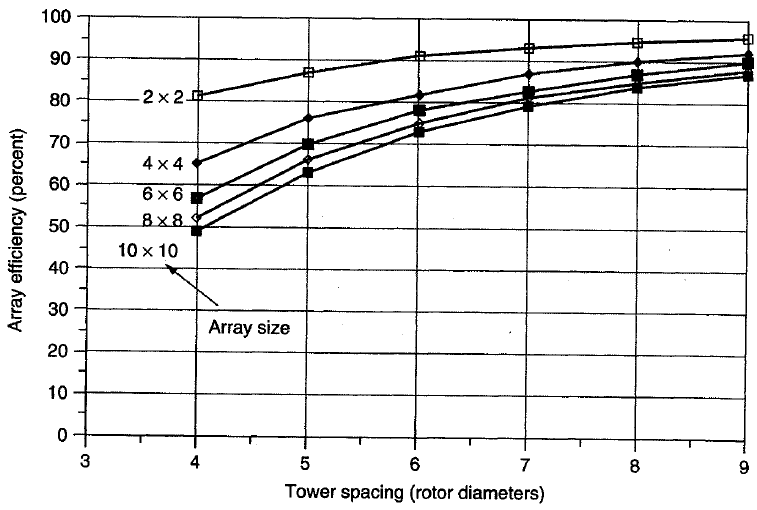 100
90
80
70
60
50
40
30
20
10
0
Array efficiency (percent)
2 × 2
4 × 4
6 × 6
8 × 8
10 × 10
Array size
3 4 5 6 7 8 9
Tower spacing (rotor diameters)